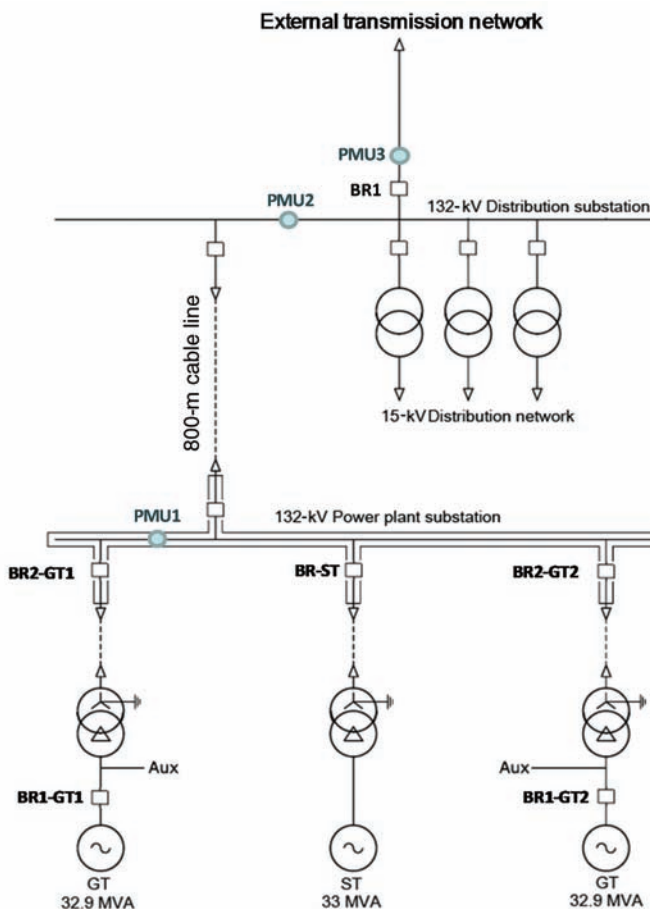 External transmission network
PMU3
BR1
PMU2
132-kV Distribution substation
800-m cable line
15-kV Distribution network
PMU1
132-kV Power plant substation
BR2-GT1
BR-ST
BR2-GT2
Aux
Aux
BR1-GT1
BR1-GT2
GT
32.9 MVA
ST
33 MVA
GT
32.9 MVA